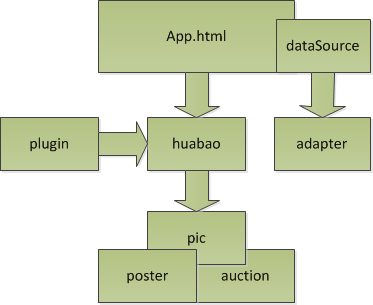 App.html
dataSource
plugin
huabao
adapter
pic
poster
auction